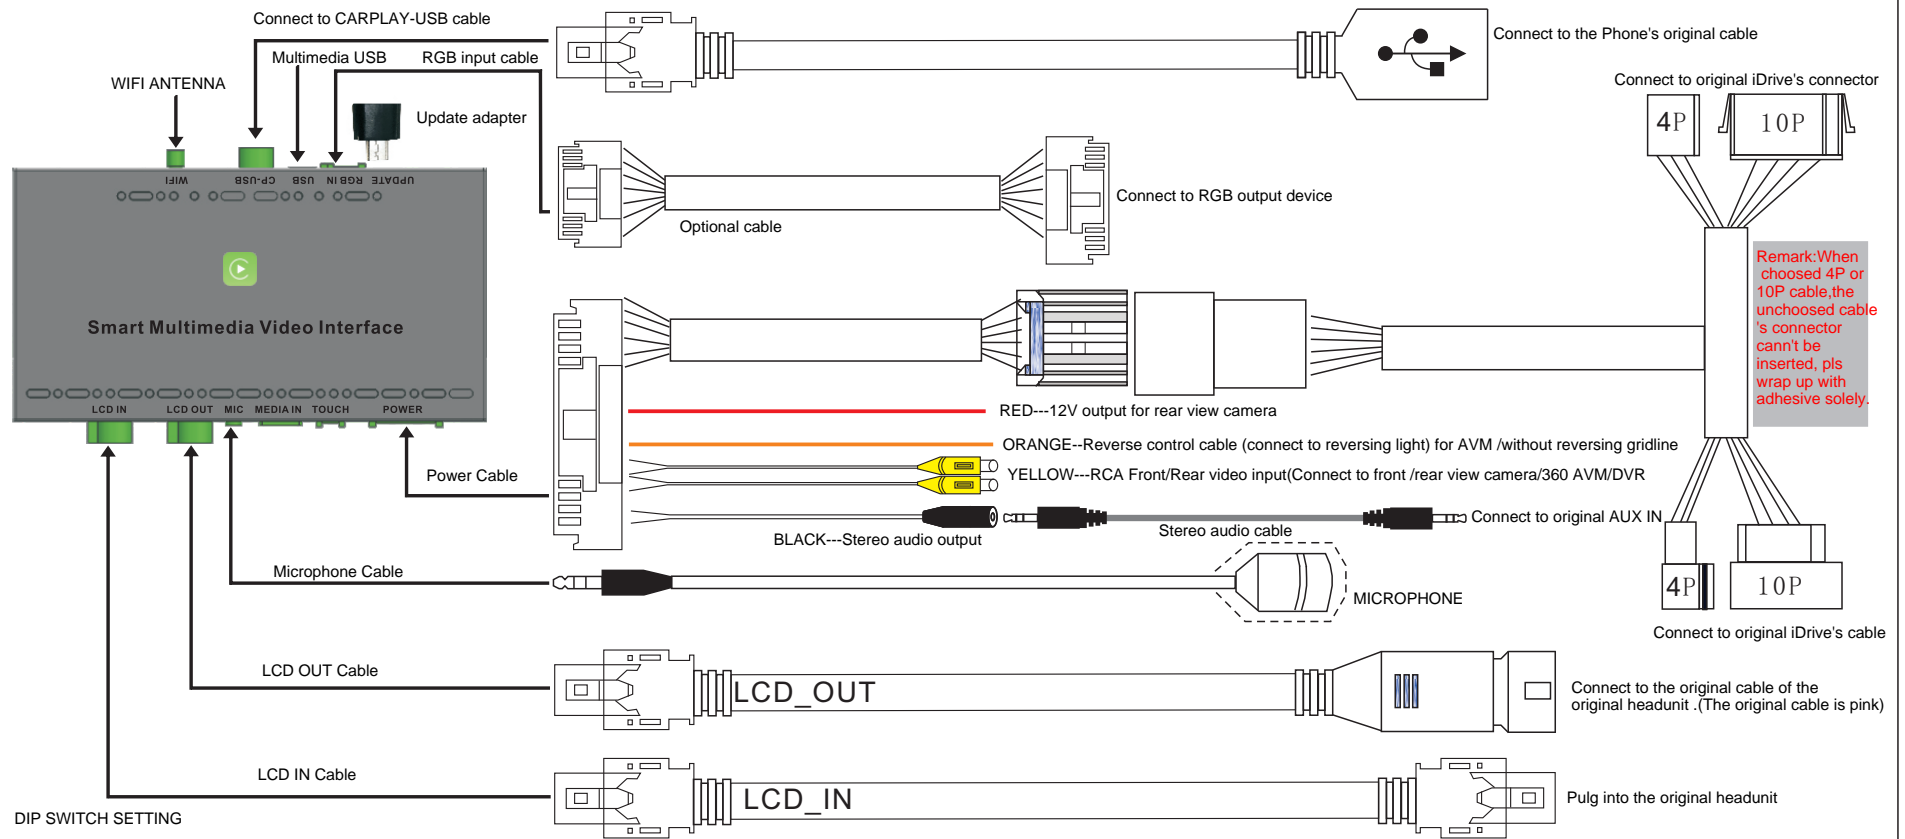 Connect to CARPLAY-USB cable
Connect to the Phone's original cable
Multimedia USB
RGB input cable
WIFI ANTENNA
Update adapter
Connect to original iDrive's connector
4P
10P
WIFI
CP-USB
USB
RGB IN
UPDATE
Connect to RGB output device
Optional cable
Remark:When
choosed 4P or
10P cable,the
unchoosed cable
's connector
cann't be
inserted, pls
wrap up with
adhesive solely.
Smart Multimedia Video Interface
LCD IN
LCD OUT
MIC
MEDIA IN
TOUCH
POWER
RED---12V output for rear view camera
ORANGE--Reverse control cable (connect to reversing light) for AVM /without reversing gridline
Power Cable
YELLOW---RCA Front/Rear video input(Connect to front /rear view camera/360 AVM/DVR
Connect to original AUX IN
Stereo audio cable
BLACK---Stereo audio output
Microphone Cable
MICROPHONE
4P
10P
Connect to original iDrive's cable
LCD OUT Cable
LCD_OUT
Connect to the original cable of the
original headunit .(The original cable is pink)
LCD IN Cable
LCD_IN
Pulg into the original headunit
DIP SWITCH SETTING